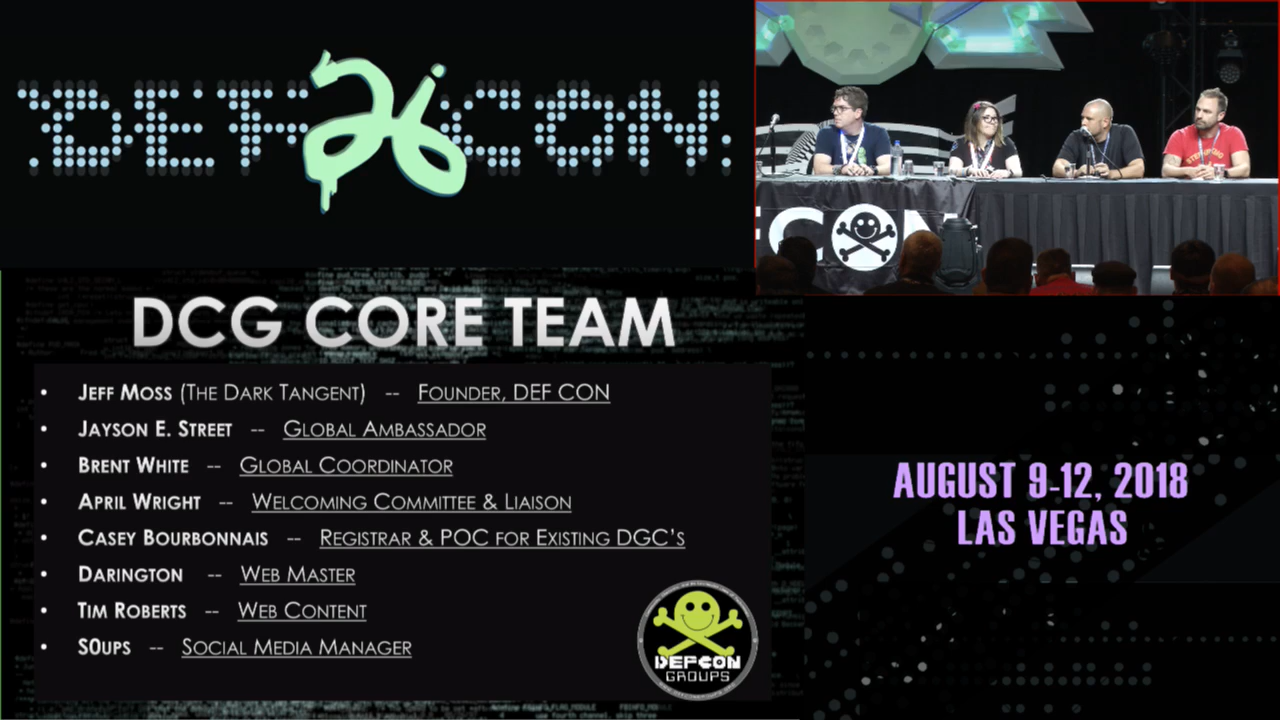 DEF 26 CON
DEFCON
DCG CORE TEAM
• JEFF MOSS (THE DARK TANGENT) -- FOUNDER, DEF CON
• JAYSON E. STREET -- GLOBAL AMBASSADOR
• BRENT WHITE -- GLOBAL COORDINATOR
• APRIL WRIGHT -- WELCOMING COMMITTEE & LIAISON
• CASEY BOURBONNAIS -- REGISTRAR & POC FOR EXISTING DGC'S
• DARINGTON -- WEB MASTER
• TIM ROBERTS -- WEB CONTENT
• S0UPS -- SOCIAL MEDIA MANAGER
DEFCON
GROUPS
AUGUST 9-12, 2018
LAS VEGAS